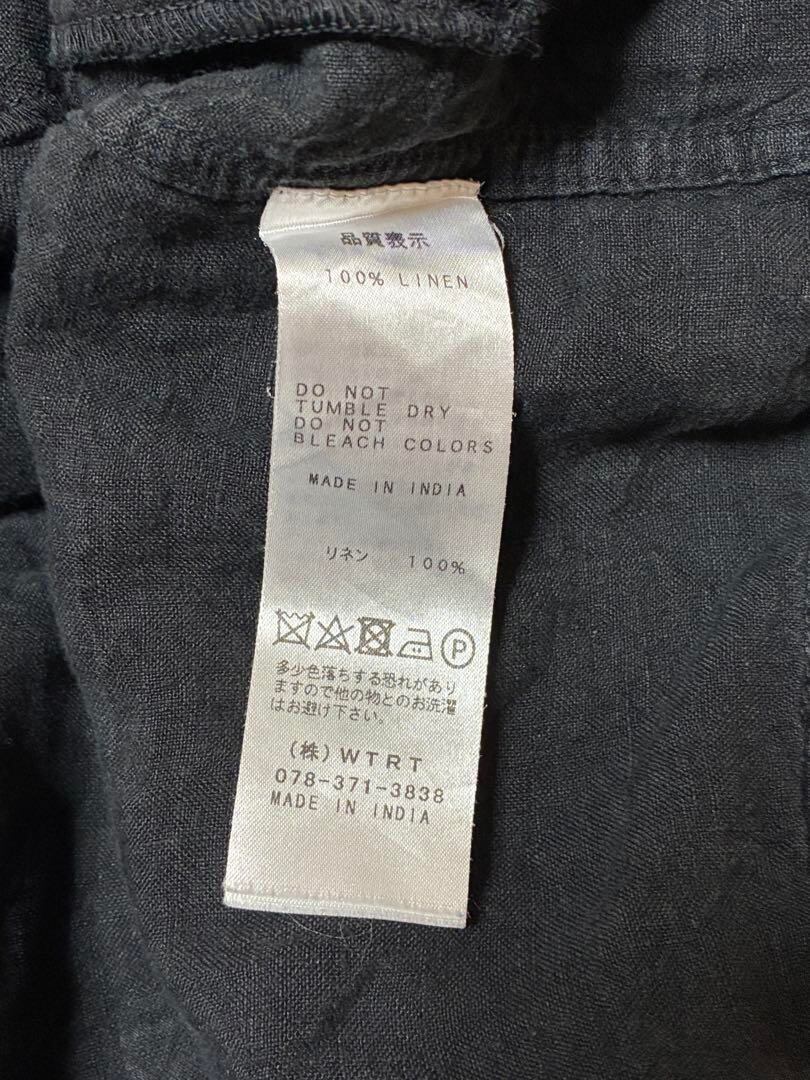 品質表示
100% LINEN
DO NOT
TUMBLE DRY
DO NOT
BLEACH COLORS
MADE IN INDIA
リネン 100%
P
多少色落ちする恐れがあり
ますので他の物とのお洗濯
はお避け下さい。
(株)WTRT
078-371-3838
MADE IN INDIA